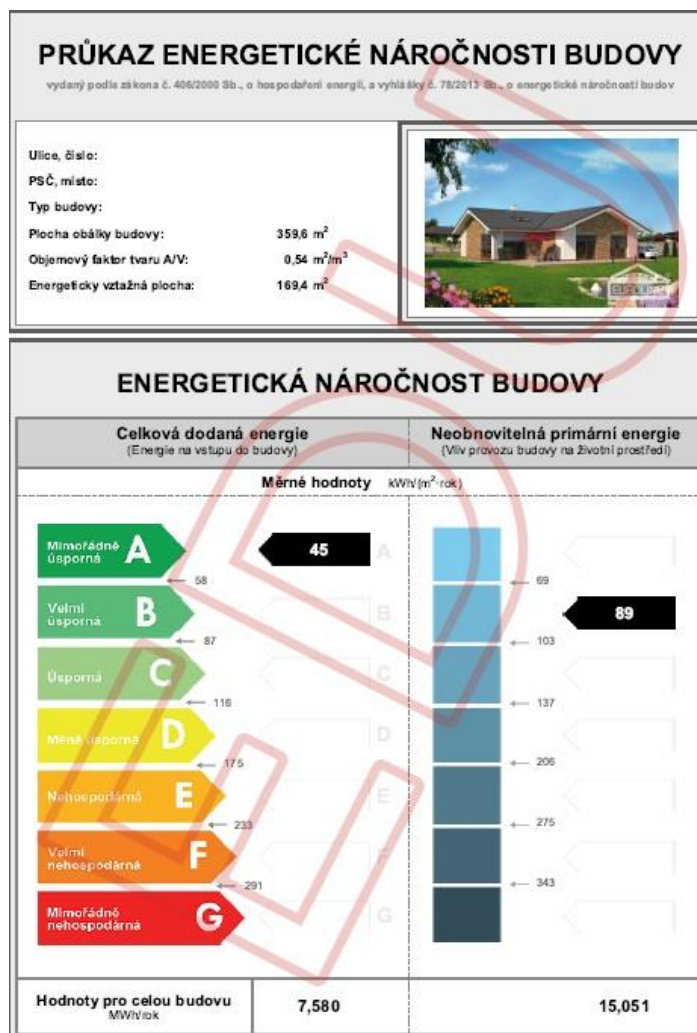 PRŮKAZ ENERGETICKÉ NÁROČNOSTI BUDOVY
vydaný podle zákona č. 406/2000 Sb., o hospodaření energií, a vyhlášky č. 78/2013 Sb., o energetické náročnosti budov
Ulice, číslo:
PSČ, místo:
Typ budovy:
Plocha obálky budovy: 359,6 m²
Objemový faktor tvaru A/V: 0,54 m²/m³
Energeticky vztažná plocha: 169,4 m²
ENERGETICKÁ NÁROČNOST BUDOVY
Celková dodaná energie
(Energie na vstupu do budovy)
Neobnovitelná primární energie
(Vliv provozu budovy na životní prostředí)
Měrné hodnoty kWh/(m²·rok)
Mimořádně úsporná A 45 A
58 69
Velmi úsporná B B 89
87 103
Úsporná C C
116 137
Méně úsporná D D
175 206
Nehospodárná E E
233 275
Velmi nehospodárná F F
291 343
Mimořádně nehospodárná G G
Hodnoty pro celou budovu
MWh/rok
7,580 15,051